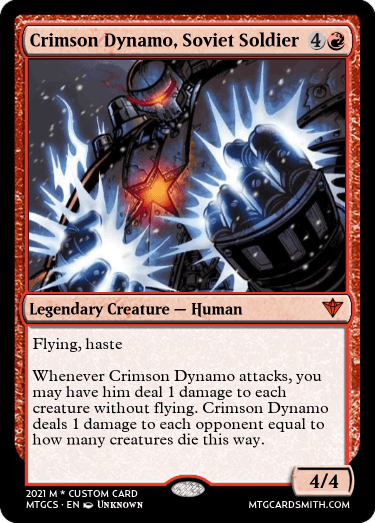 Crimson Dynamo, Soviet Soldier 4
Legendary Creature — Human
Flying, haste
Whenever Crimson Dynamo attacks, you
may have him deal 1 damage to each
creature without flying. Crimson Dynamo
deals 1 damage to each opponent equal to
how many creatures die this way.
4/4
2021 M * CUSTOM CARD
MTGCS · EN Unknown
MTGCARDSMITH.COM